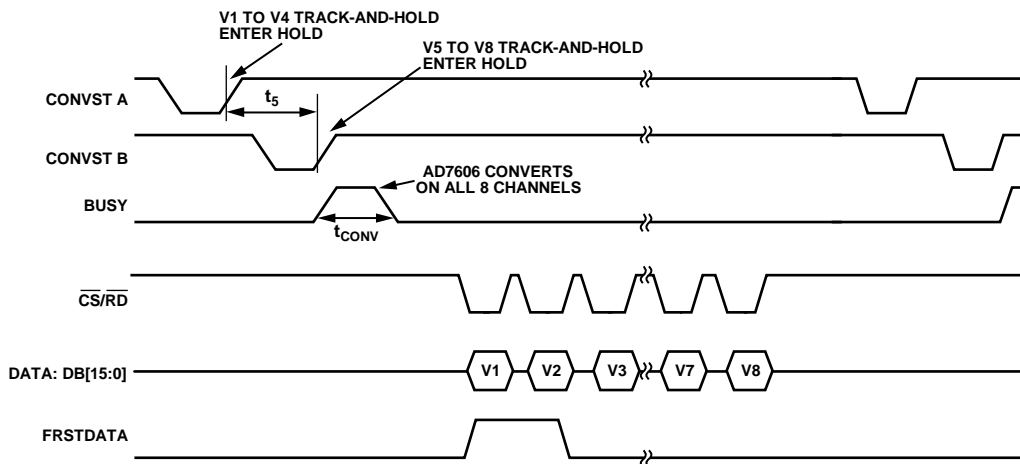 V1 TO V4 TRACK-AND-HOLD
ENTER HOLD
V5 TO V8 TRACK-AND-HOLD
ENTER HOLD
CONVST A
t5
CONVST B
AD7606 CONVERTS
ON ALL 8 CHANNELS
BUSY
tCONV
CS/RD
DATA: DB[15:0]
V1
V2
V3
V7
V8
FRSTDATA